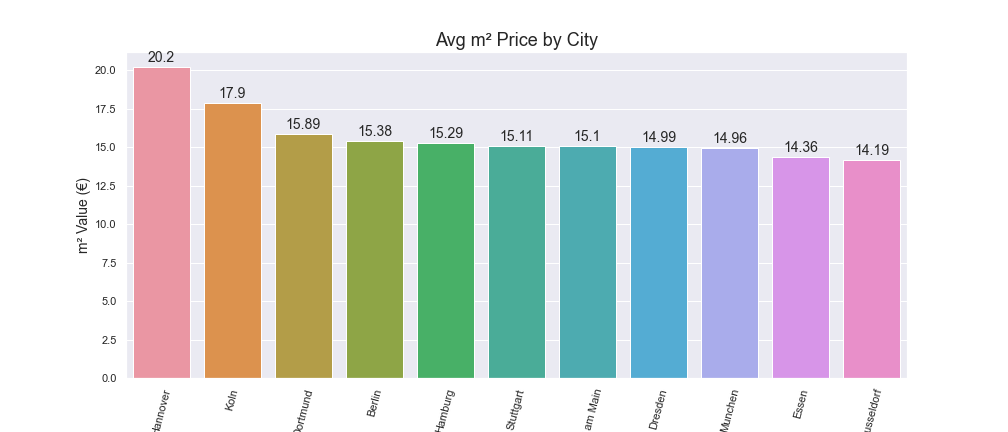 Avg m² Price by City
20.2
17.9
15.89
15.38
15.29
15.11
15.1
14.99
14.96
14.36
14.19
m² Value (€)
20.0
17.5
15.0
12.5
10.0
7.5
5.0
2.5
0.0
Koln
Berlin
Hamburg
Stuttgart
am Main
Dresden
Munchen
Essen